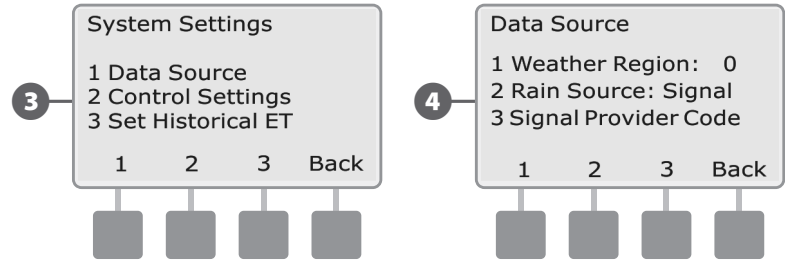 3
System Settings
1 Data Source
2 Control Settings
3 Set Historical ET
1 2 3 Back
4
Data Source
1 Weather Region: 0
2 Rain Source: Signal
3 Signal Provider Code
1 2 3 Back